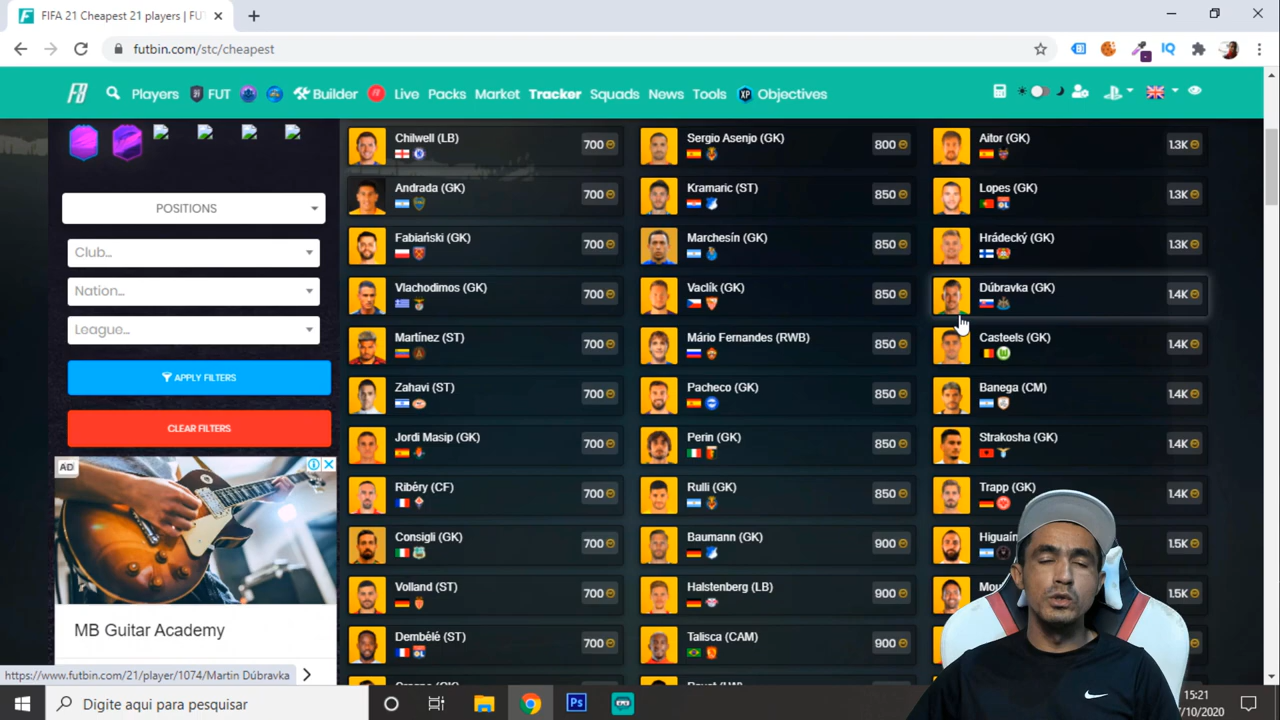 FIFA 21 Cheapest 21 players | FUT
futbin.com/stc/cheapest
IQ
Players
FUT
Builder
Live
Packs
Market
Tracker
Squads
News
Tools
XP
Objectives
POSITIONS
Club...
Nation...
League...
APPLY FILTERS
CLEAR FILTERS
AD
MB Guitar Academy
Chilwell (LB) 700
Andrada (GK) 700
Fabiański (GK) 700
Vlachodimos (GK) 700
Martínez (ST) 700
Zahavi (ST) 700
Jordi Masip (GK) 700
Ribéry (CF) 700
Consigli (GK) 700
Volland (ST) 700
Dembélé (ST) 700
Sergio Asenjo (GK) 800
Kramaric (ST) 850
Marchesín (GK) 850
Vaclík (GK) 850
Mário Fernandes (RWB) 850
Pacheco (GK) 850
Perin (GK) 850
Rulli (GK) 850
Baumann (GK) 900
Halstenberg (LB) 900
Talisca (CAM) 900
Aitor (GK) 1.3K
Lopes (GK) 1.3K
Hrádecký (GK) 1.3K
Dúbravka (GK) 1.4K
Casteels (GK) 1.4K
Banega (CM) 1.4K
Strakosha (GK) 1.4K
Trapp (GK) 1.4K
Higuaín 1.5K
1.5K
https://www.futbin.com/21/player/1074/Martin Dúbravka
Digite aqui para pesquisar
Ps
15:21
/10/2020